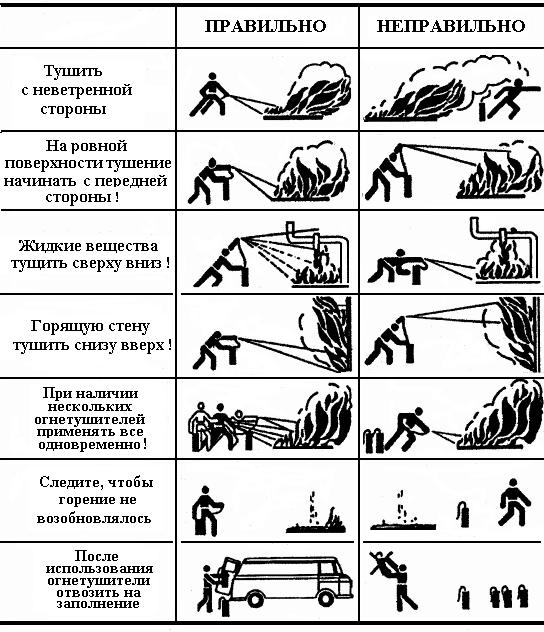 ПРАВИЛЬНО
НЕПРАВИЛЬНО
Тушить
с неветренной
стороны
На ровной
поверхности тушение
начинать с передней
стороны !
Жидкие вещества
тущить сверху вниз !
Горящую стену
тушить снизу вверх !
При наличии
нескольких
огнетушителей
применять все
одновременно!
Следите, чтобы
горение не
возобновлялось
После
использования
огнетушители
отвозить на
заполнение